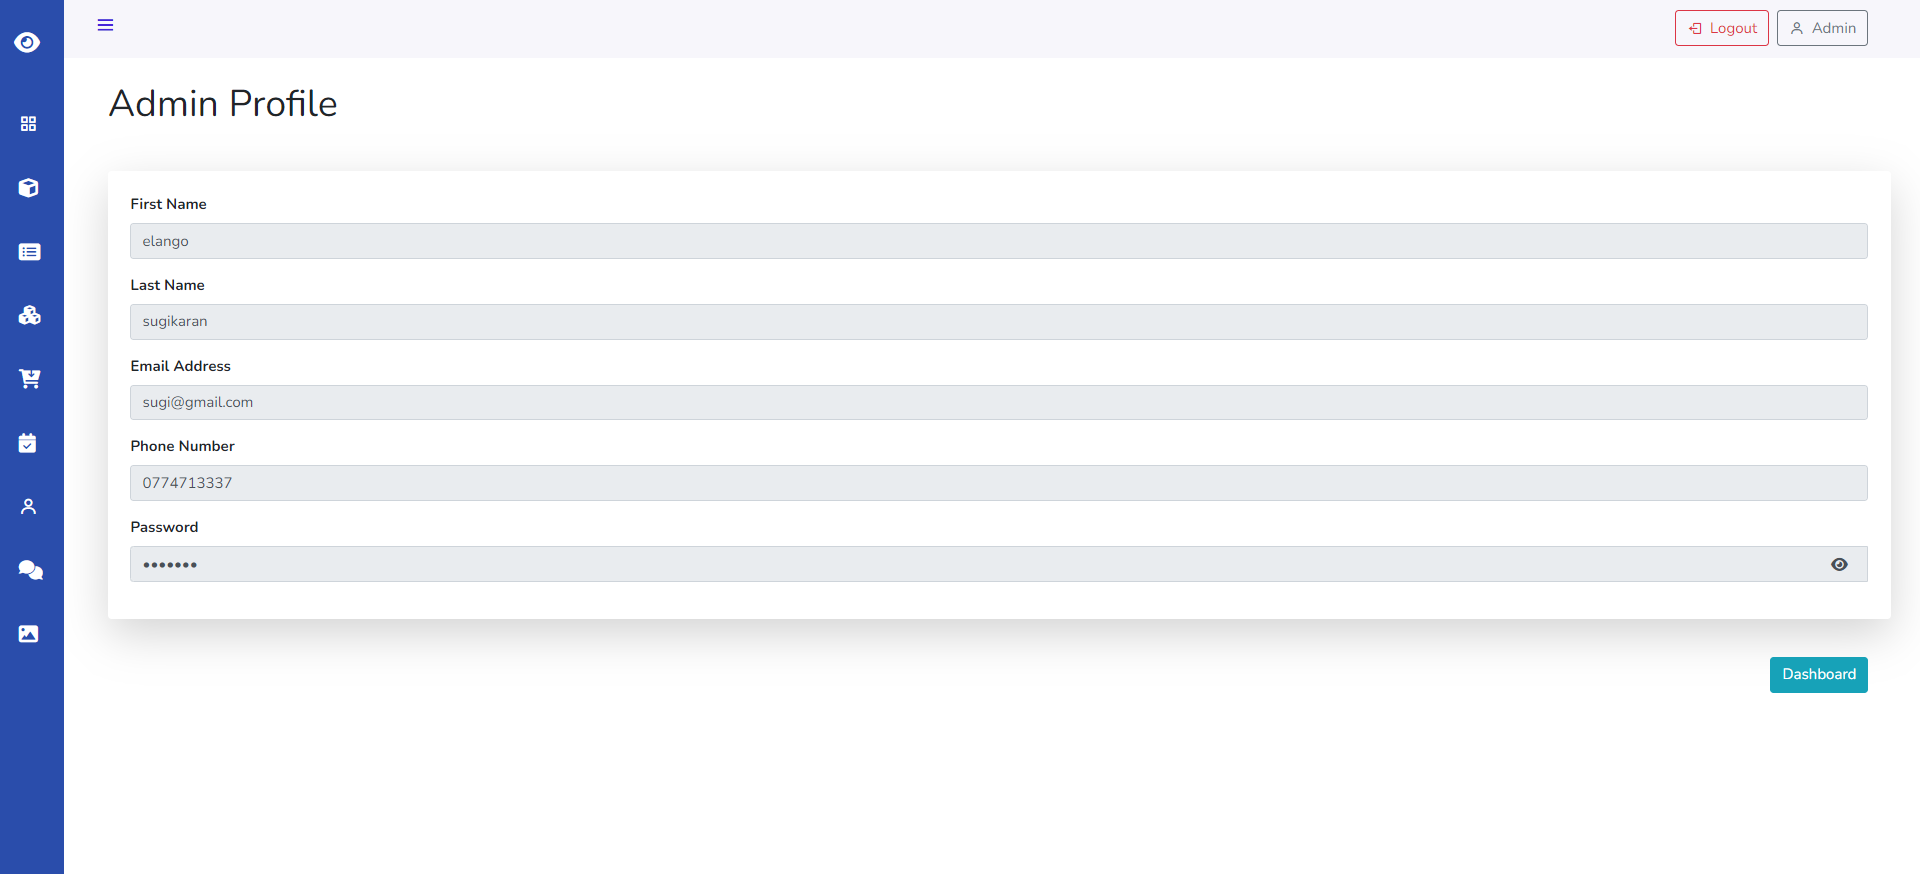 Logout
Admin
Admin Profile
First Name
elango
Last Name
sugikaran
Email Address
sugi@gmail.com
Phone Number
0774713337
Password
•••••••
Dashboard